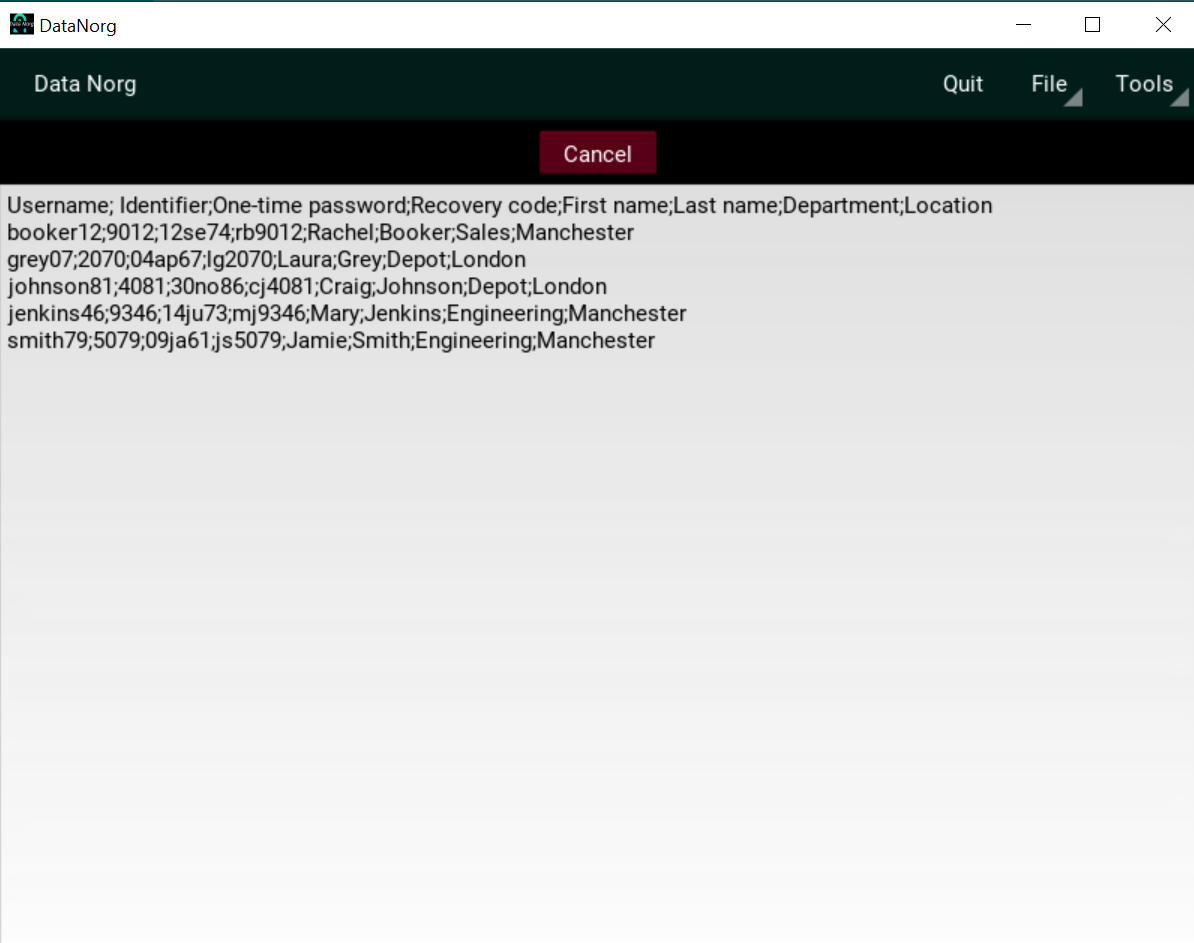 DataNorg
Data Norg Quit File Tools
Cancel
Username; Identifier;One-time password;Recovery code;First name;Last name;Department;Location
booker12;9012;12se74;rb9012;Rachel;Booker;Sales;Manchester
grey07;2070;04ap67;lg2070;Laura;Grey;Depot;London
johnson81;4081;30no86;cj4081;Craig;Johnson;Depot;London
jenkins46;9346;14ju73;mj9346;Mary;Jenkins;Engineering;Manchester
smith79;5079;09ja61;js5079;Jamie;Smith;Engineering;Manchester